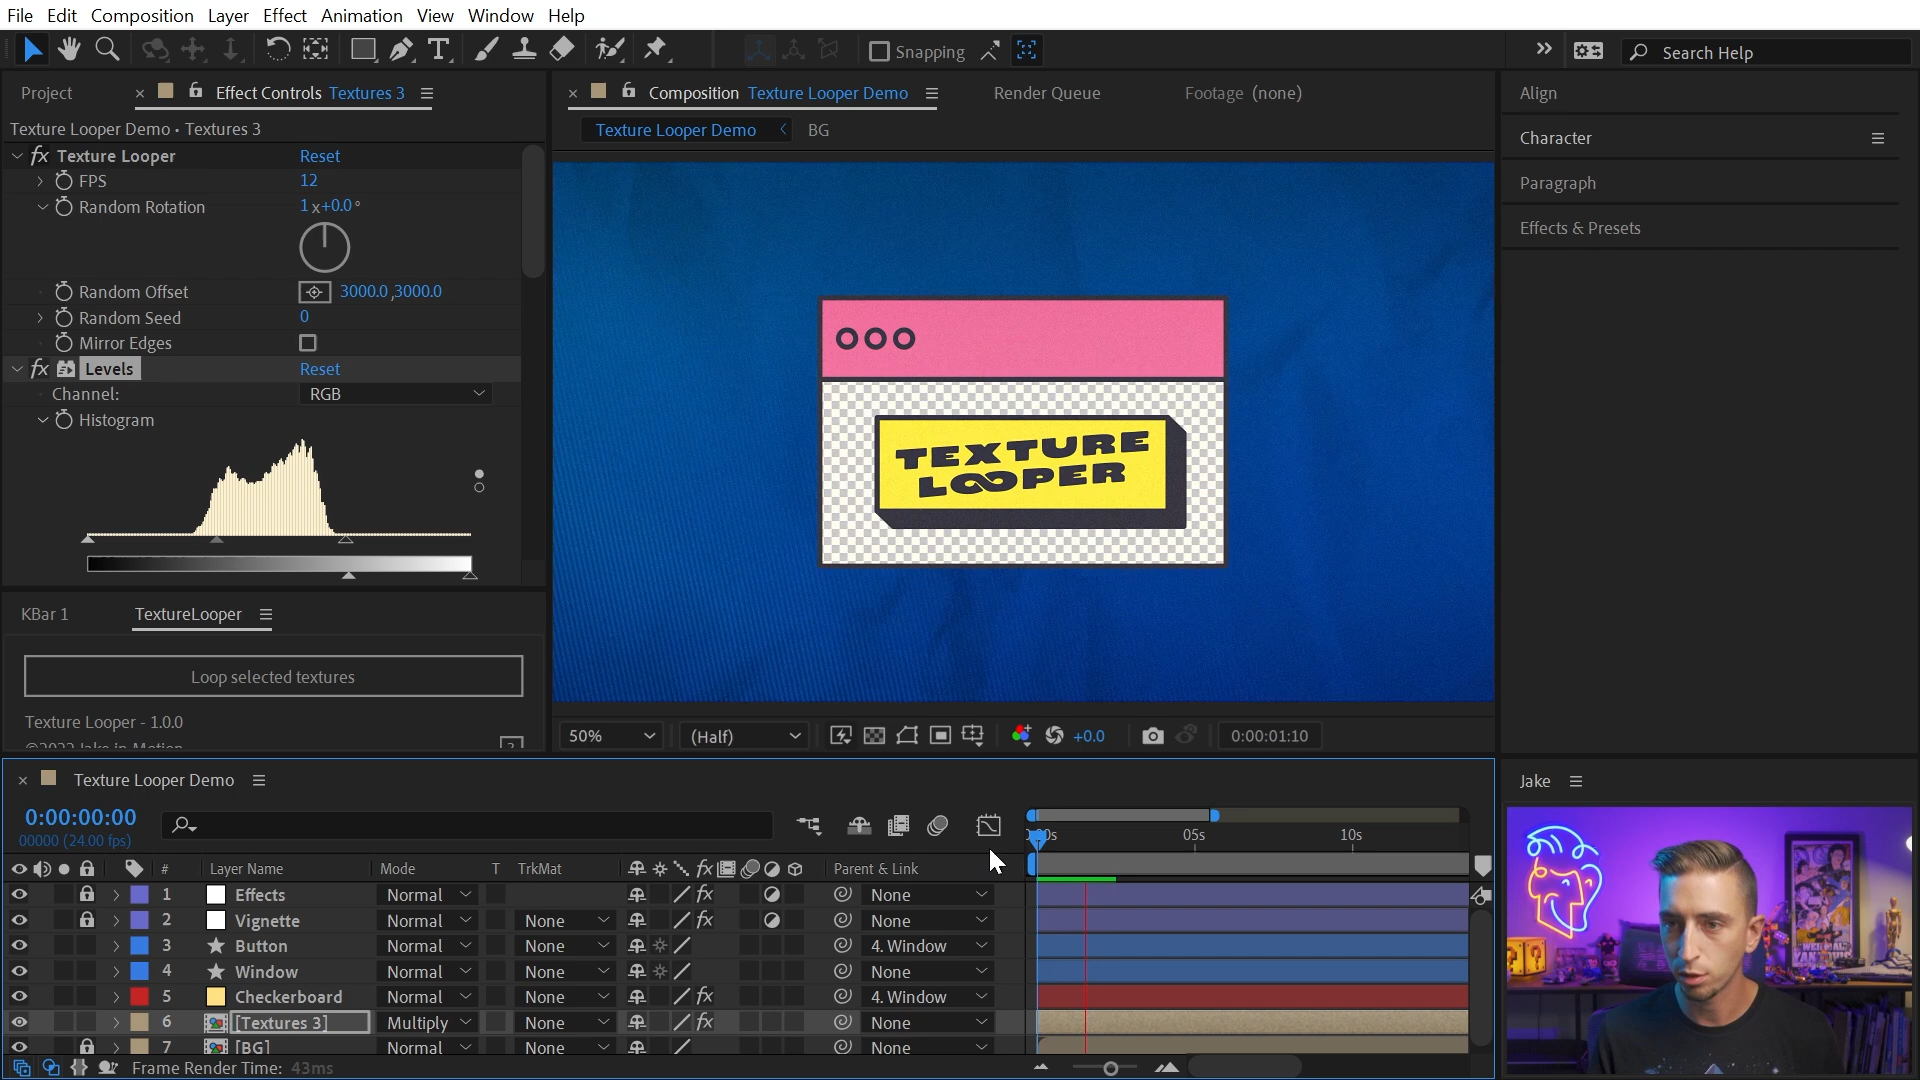 File Edit Composition Layer Effect Animation View Window Help
Snapping
Search Help
Project
Effect Controls Textures 3
Texture Looper Demo • Textures 3
Texture Looper Reset
FPS 12
Random Rotation 1x+0.0°
Random Offset 3000.0,3000.0
Random Seed 0
Mirror Edges
Levels Reset
Channel: RGB
Histogram
KBar 1 TextureLooper
Loop selected textures
Texture Looper - 1.0.0
©2022 Jake in Motion
Composition Texture Looper Demo
Render Queue
Footage (none)
Texture Looper Demo BG
TEXTURE
LOOPER
50% (Half) +0.0 0:00:01:10
Align
Character
Paragraph
Effects & Presets
Texture Looper Demo
0:00:00:00
00000 (24.00 fps)
05s 10s
# Layer Name Mode T TrkMat Parent & Link
1 Effects Normal None
2 Vignette Normal None None
3 Button Normal None 4. Window
4 Window Normal None None
5 Checkerboard Normal None 4. Window
6 [Textures 3] Multiply None None
7 [BG] Normal None None
Frame Render Time: 43ms
Jake